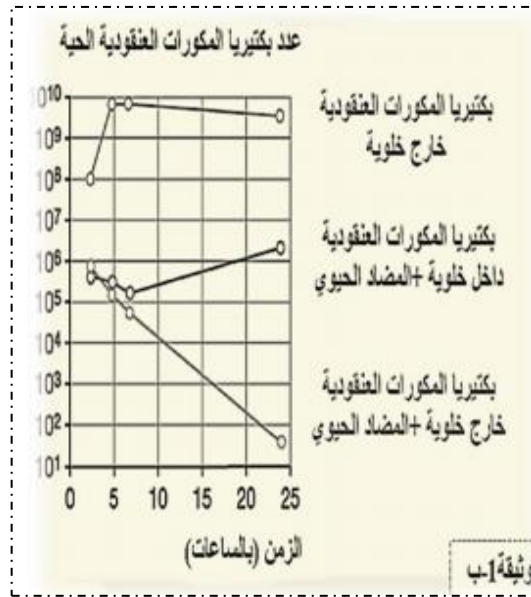 عدد بكتيريا المكورات العنقودية الحية
10¹⁰
10⁹
10⁸
10⁷
10⁶
10⁵
10⁴
10³
10²
10¹
0 5 10 15 20 25
الزمن (بالساعات)
بكتيريا المكورات العنقودية
خارج خلوية
بكتيريا المكورات العنقودية
داخل خلوية +المضاد الحيوي
بكتيريا المكورات العنقودية
خارج خلوية +المضاد الحيوي
وثيقة1-ب